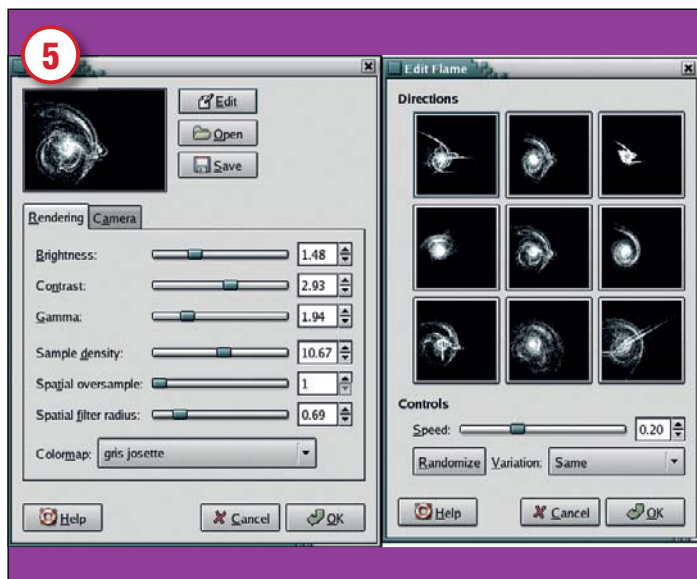 5
Edit
Open
Save
Rendering Camera
Brightness: 1.48
Contrast: 2.93
Gamma: 1.94
Sample density: 10.67
Spatial oversample: 1
Spatial filter radius: 0.69
Colormap: gris josette
Help Cancel OK
Edit Flame
Directions
Controls
Speed: 0.20
Randomize Variation: Same
Help Cancel OK